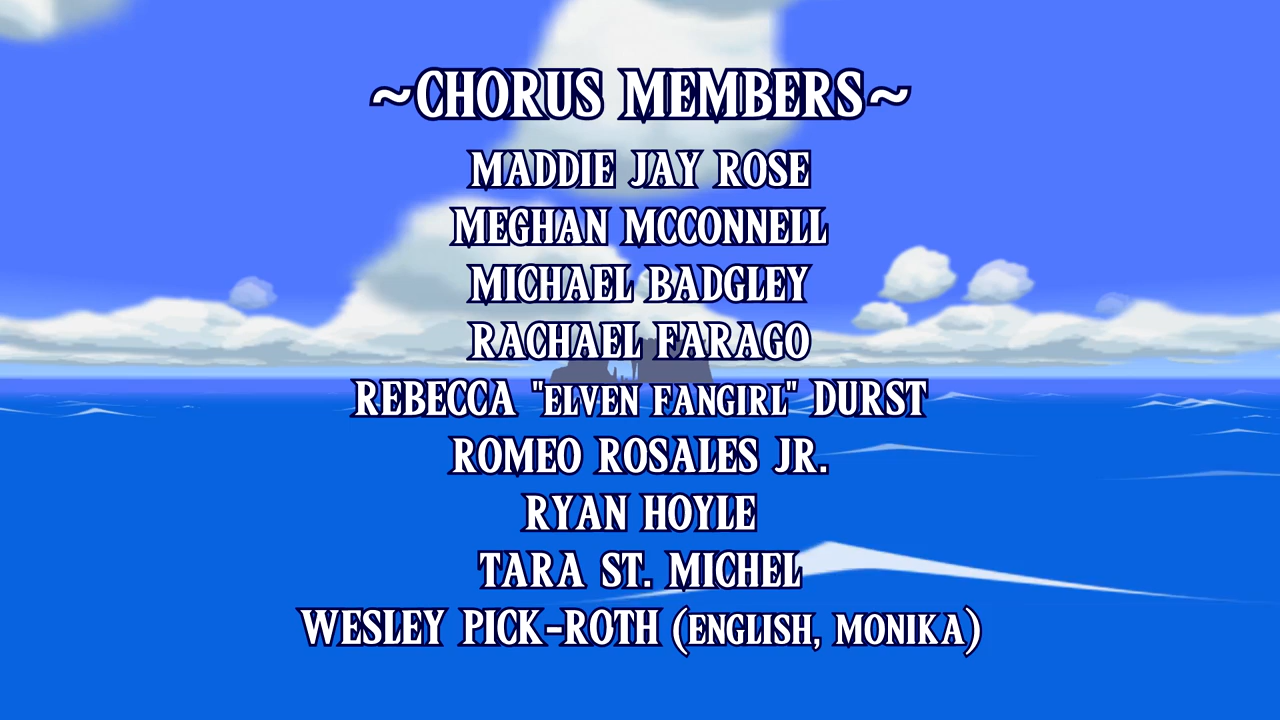 ~CHORUS MEMBERS~
MADDIE JAY ROSE
MEGHAN MCCONNELL
MICHAEL BADGLEY
RACHAEL FARAGO
REBECCA "ELVEN FANGIRL" DURST
ROMEO ROSALES JR.
RYAN HOYLE
TARA ST. MICHEL
WESLEY PICK-ROTH (ENGLISH, MONIKA)